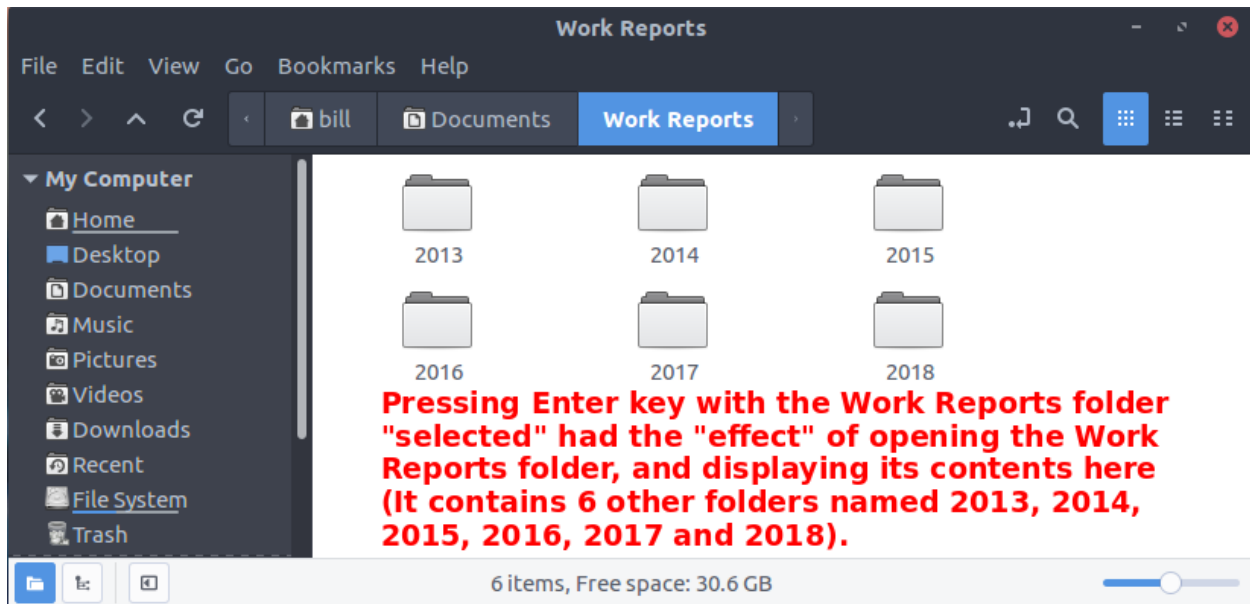 Work Reports
File Edit View Go Bookmarks Help
bill Documents Work Reports
My Computer
Home
Desktop
Documents
Music
Pictures
Videos
Downloads
Recent
File System
Trash
2013 2014 2015
2016 2017 2018
Pressing Enter key with the Work Reports folder
"selected" had the "effect" of opening the Work
Reports folder, and displaying its contents here
(It contains 6 other folders named 2013, 2014,
2015, 2016, 2017 and 2018).
6 items, Free space: 30.6 GB